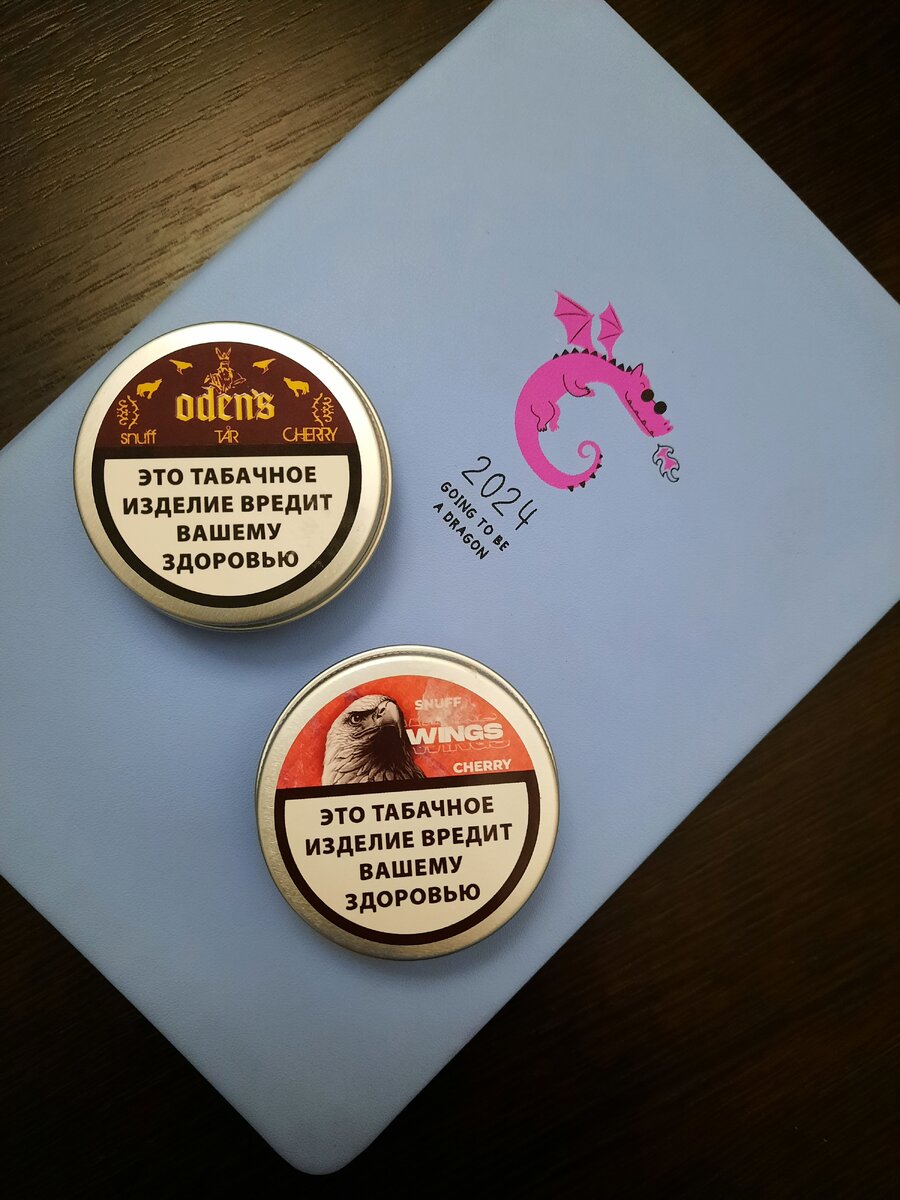 oden's
snuff TÅR CHERRY
ЭТО ТАБАЧНОЕ
ИЗДЕЛИЕ ВРЕДИТ
ВАШЕМУ
ЗДОРОВЬЮ
2024
GOING TO BE
A DRAGON
SNUFF
WINGS
CHERRY
ЭТО ТАБАЧНОЕ
ИЗДЕЛИЕ ВРЕДИТ
ВАШЕМУ
ЗДОРОВЬЮ